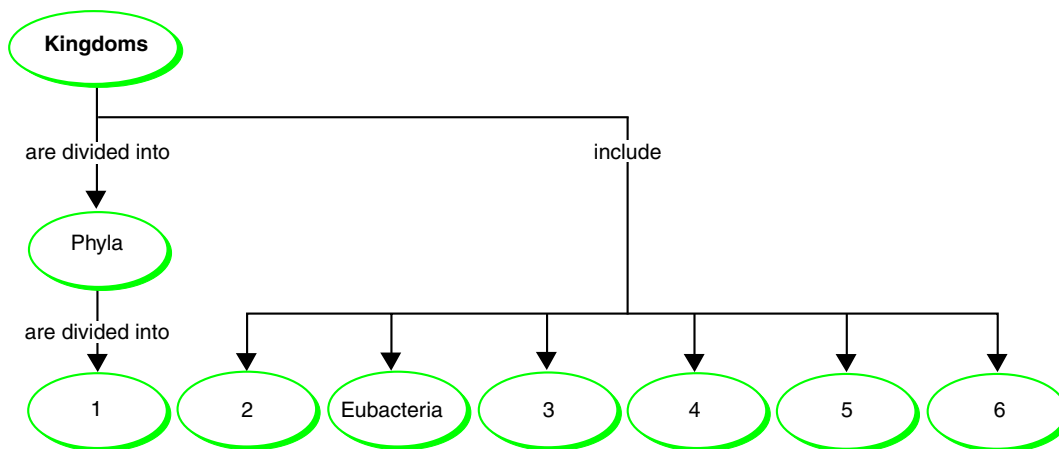 Kingdoms
are divided into
include
Phyla
are divided into
1
2
Eubacteria
3
4
5
6